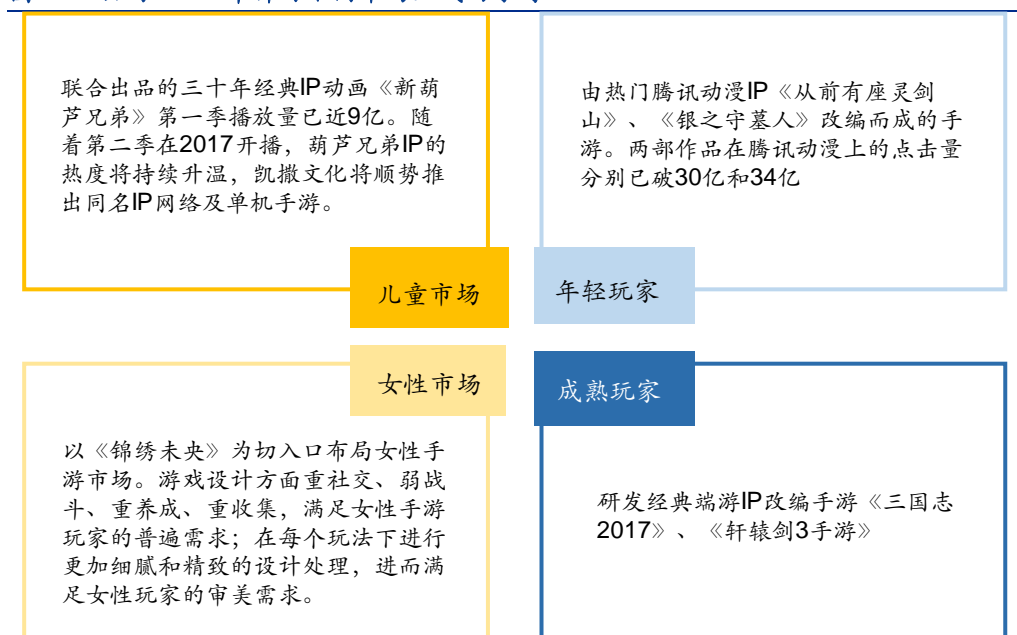 联合出品的三十年经典IP动画《新葫
芦兄弟》第一季播放量已近9亿。随
着第二季在2017开播，葫芦兄弟IP的
热度将持续升温，凯撒文化将顺势推
出同名IP网络及单机手游。
儿童市场
由热门腾讯动漫IP《从前有座灵剑
山》、《银之守墓人》改编而成的手
游。两部作品在腾讯动漫上的点击量
分别已破30亿和34亿
年轻玩家
女性市场
以《锦绣未央》为切入口布局女性手
游市场。游戏设计方面重社交、弱战
斗、重养成、重收集，满足女性手游
玩家的普遍需求；在每个玩法下进行
更加细腻和精致的设计处理，进而满
足女性玩家的审美需求。
成熟玩家
研发经典端游IP改编手游《三国志
2017》、《轩辕剑3手游》